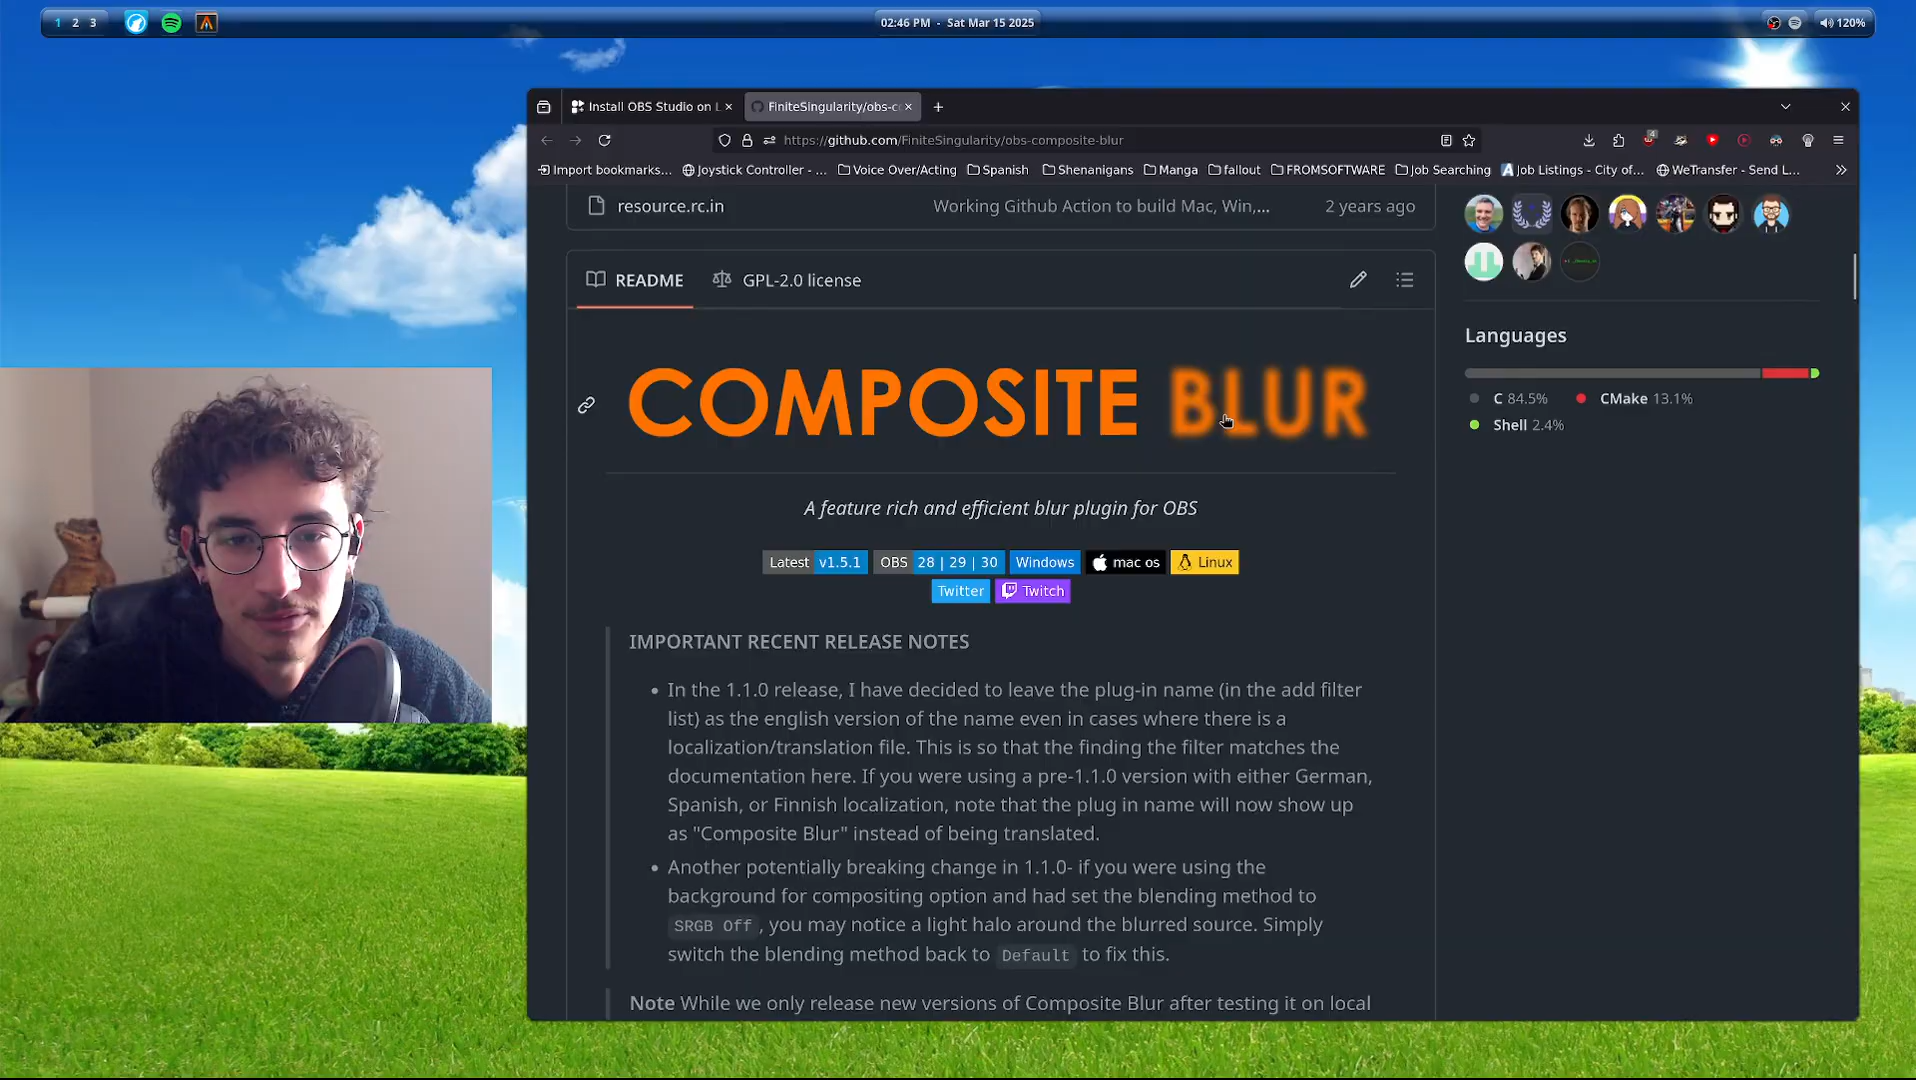 1 2 3
02:46 PM - Sat Mar 15 2025
120%
Install OBS Studio on L
FiniteSingularity/obs-c
https://github.com/FiniteSingularity/obs-composite-blur
4
Import bookmarks... Joystick Controller - ... Voice Over/Acting Spanish Shenanigans Manga fallout FROMSOFTWARE Job Searching Job Listings - City of... WeTransfer - Send L...
resource.rc.in Working Github Action to build Mac, Win,... 2 years ago
README GPL-2.0 license
COMPOSITE BLUR
A feature rich and efficient blur plugin for OBS
Latest v1.5.1 OBS 28 | 29 | 30 Windows mac os Linux
Twitter Twitch
IMPORTANT RECENT RELEASE NOTES
• In the 1.1.0 release, I have decided to leave the plug-in name (in the add filter
list) as the english version of the name even in cases where there is a
localization/translation file. This is so that the finding the filter matches the
documentation here. If you were using a pre-1.1.0 version with either German,
Spanish, or Finnish localization, note that the plug in name will now show up
as "Composite Blur" instead of being translated.
• Another potentially breaking change in 1.1.0- if you were using the
background for compositing option and had set the blending method to
SRGB Off, you may notice a light halo around the blurred source. Simply
switch the blending method back to Default to fix this.
Note While we only release new versions of Composite Blur after testing it on local
Languages
C 84.5% CMake 13.1%
Shell 2.4%